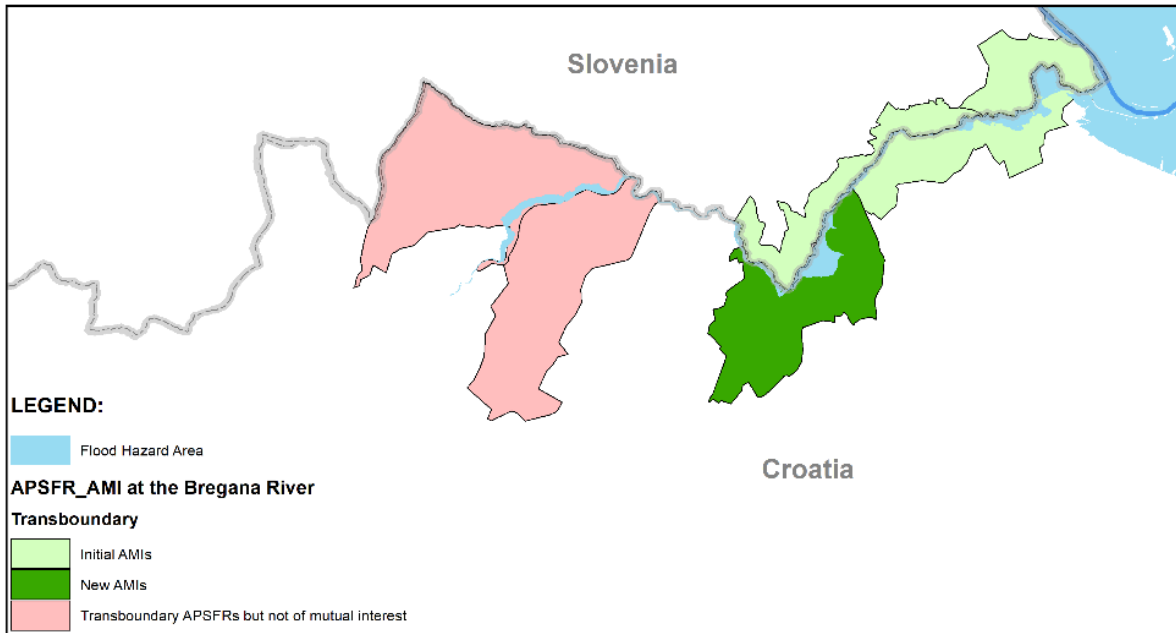 Slovenia
Croatia
LEGEND:
Flood Hazard Area
APSFR_AMI at the Bregana River
Transboundary
Initial AMIs
New AMIs
Transboundary APSFRs but not of mutual interest